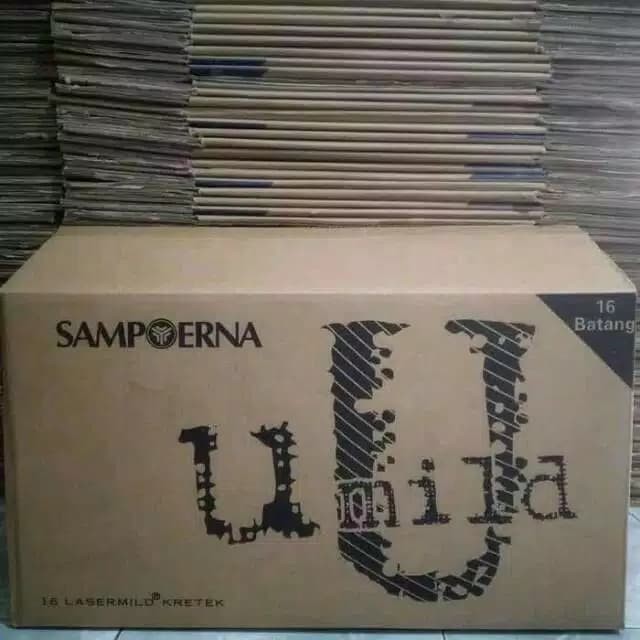 16
Batang
SAMPOERNA
U
u mild
16 LASERMILD® KRETEK